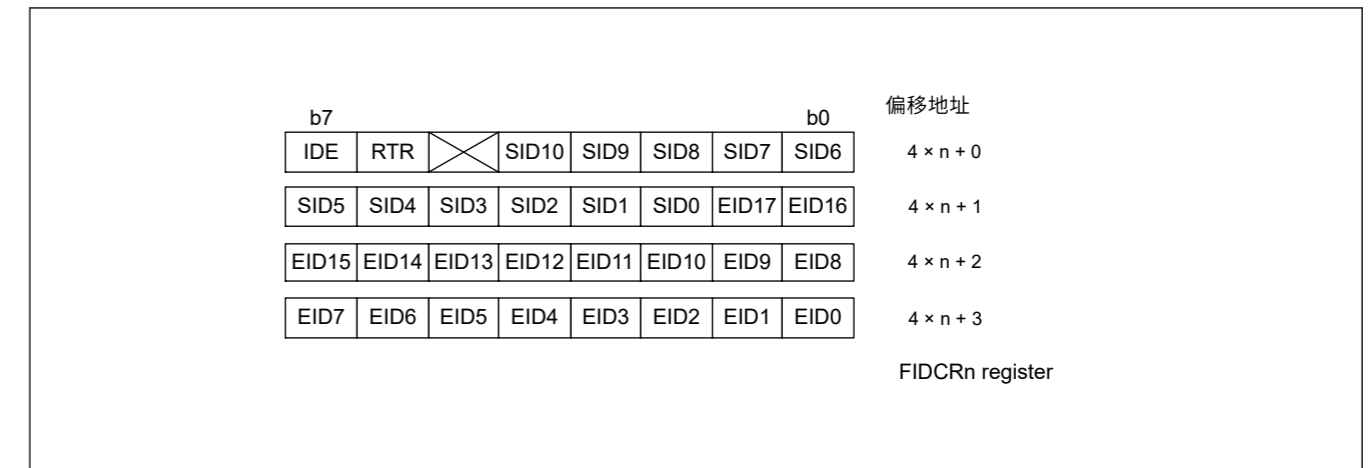 偏移地址
b7 b0
IDE RTR SID10 SID9 SID8 SID7 SID6 4 × n + 0
SID5 SID4 SID3 SID2 SID1 SID0 EID17 EID16 4 × n + 1
EID15 EID14 EID13 EID12 EID11 EID10 EID9 EID8 4 × n + 2
EID7 EID6 EID5 EID4 EID3 EID2 EID1 EID0 4 × n + 3
FIDCRn register